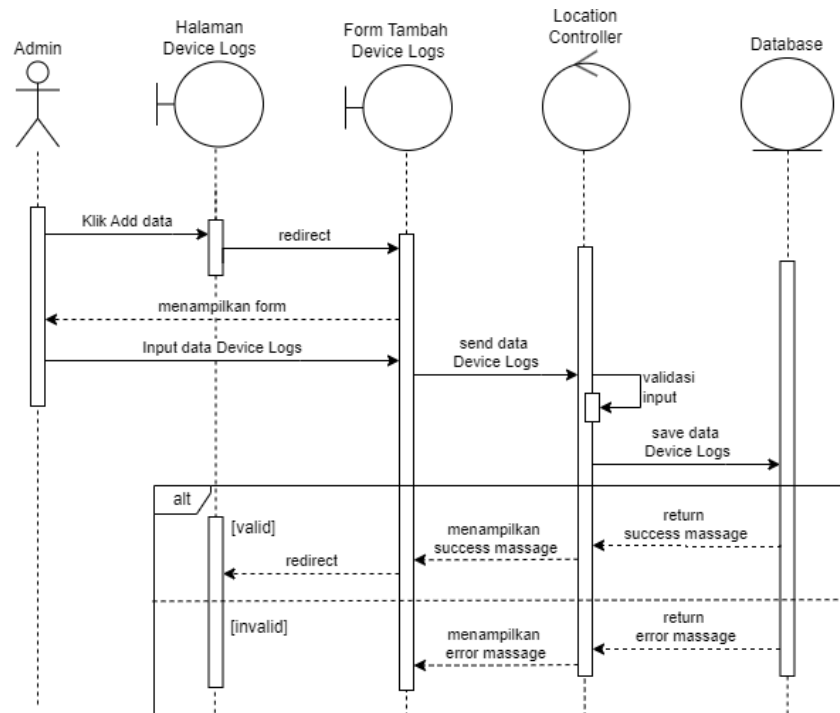 Admin
Halaman
Device Logs
Form Tambah
Device Logs
Location
Controller
Database
Klik Add data
redirect
menampilkan form
Input data Device Logs
send data
Device Logs
validasi
input
save data
Device Logs
alt
[valid]
menampilkan
success massage
return
success massage
redirect
[invalid]
menampilkan
error massage
return
error massage